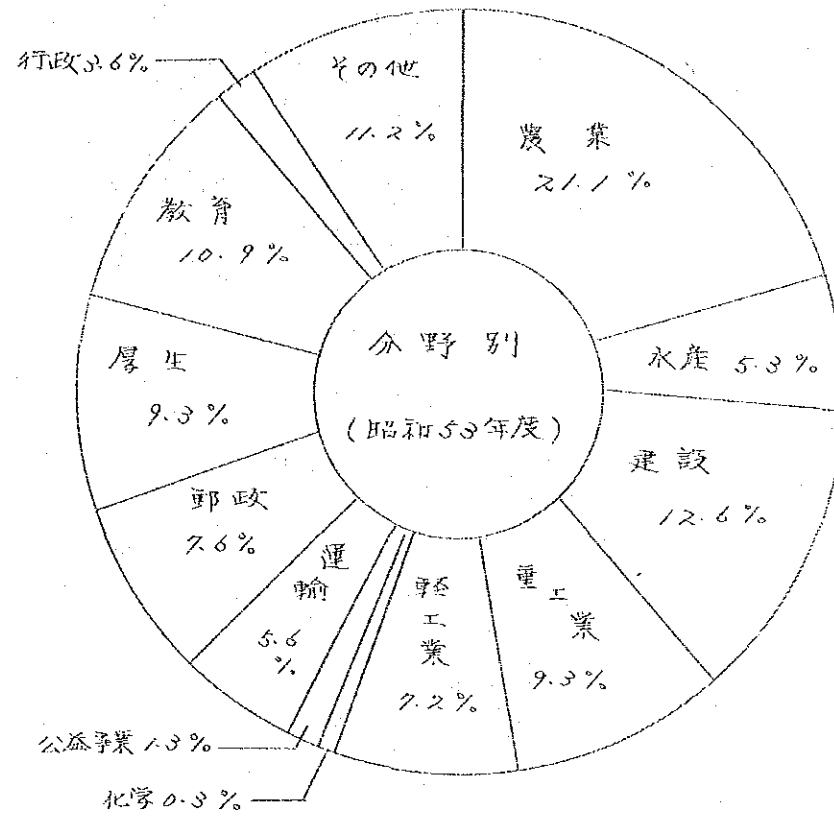 行政 3.6%
その他
11.2%
農業
21.1%
水産 5.3%
建設
12.6%
重工業
9.3%
軽工業
7.2%
化学 0.3%
公益事業 1.3%
運輸
5.6
%
郵政
7.6%
厚生
9.3%
教育
10.9%
分野別
(昭和53年度)